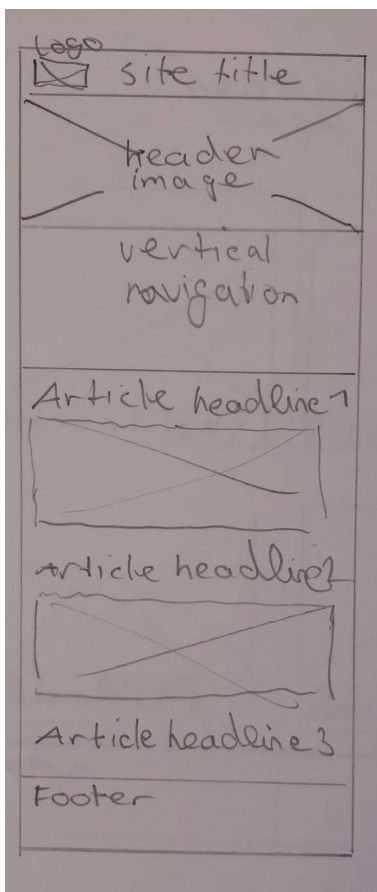 Logo
site title
header
image
vertical
navigation
Article headline 1
Article headline 2
Article headline 3
Footer